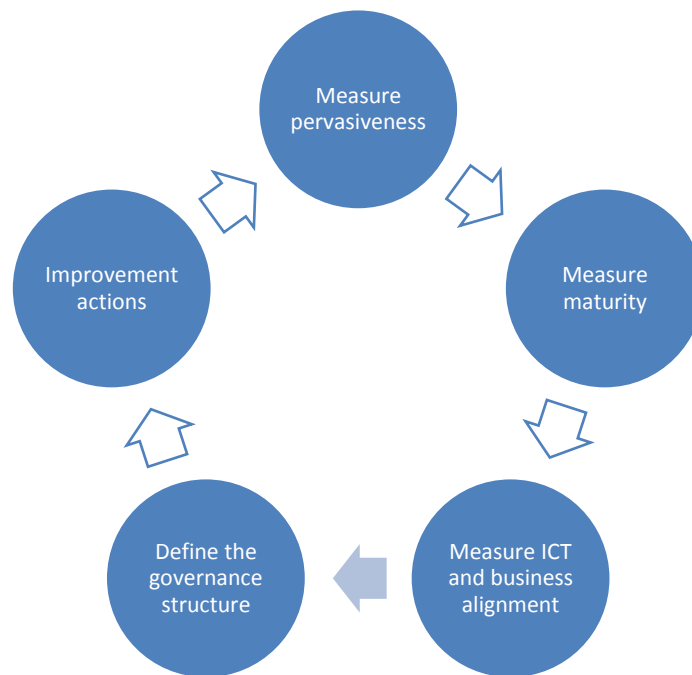 Measure
pervasiveness
Measure
maturity
Measure ICT
and business
alignment
Define the
governance
structure
Improvement
actions